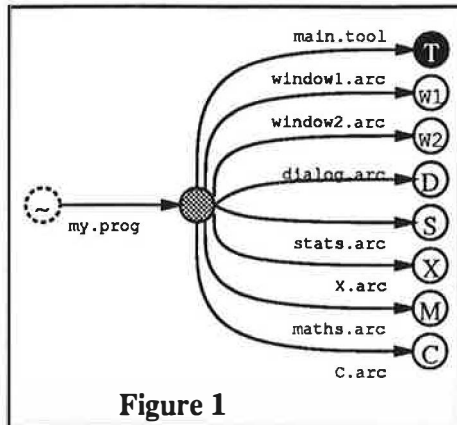 main.tool
T
window1.arc
W1
window2.arc
W2
dialog.arc
D
~
my.prog
S
stats.arc
X
X.arc
M
maths.arc
C
C.arc
Figure 1